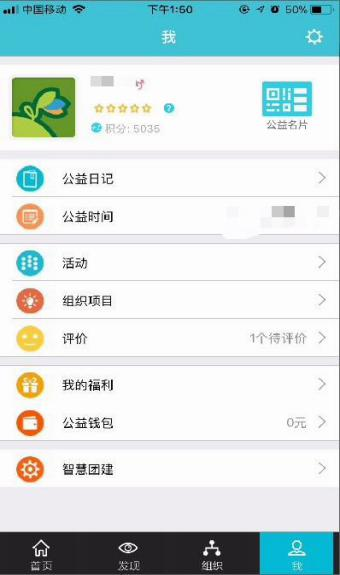 中国移动 下午1:50 50%
我
公益名片
积分: 5035
公益日记
公益时间
活动
组织项目
评价 1个待评价
我的福利
公益钱包 0元
智慧团建
首页 发现 组织 我